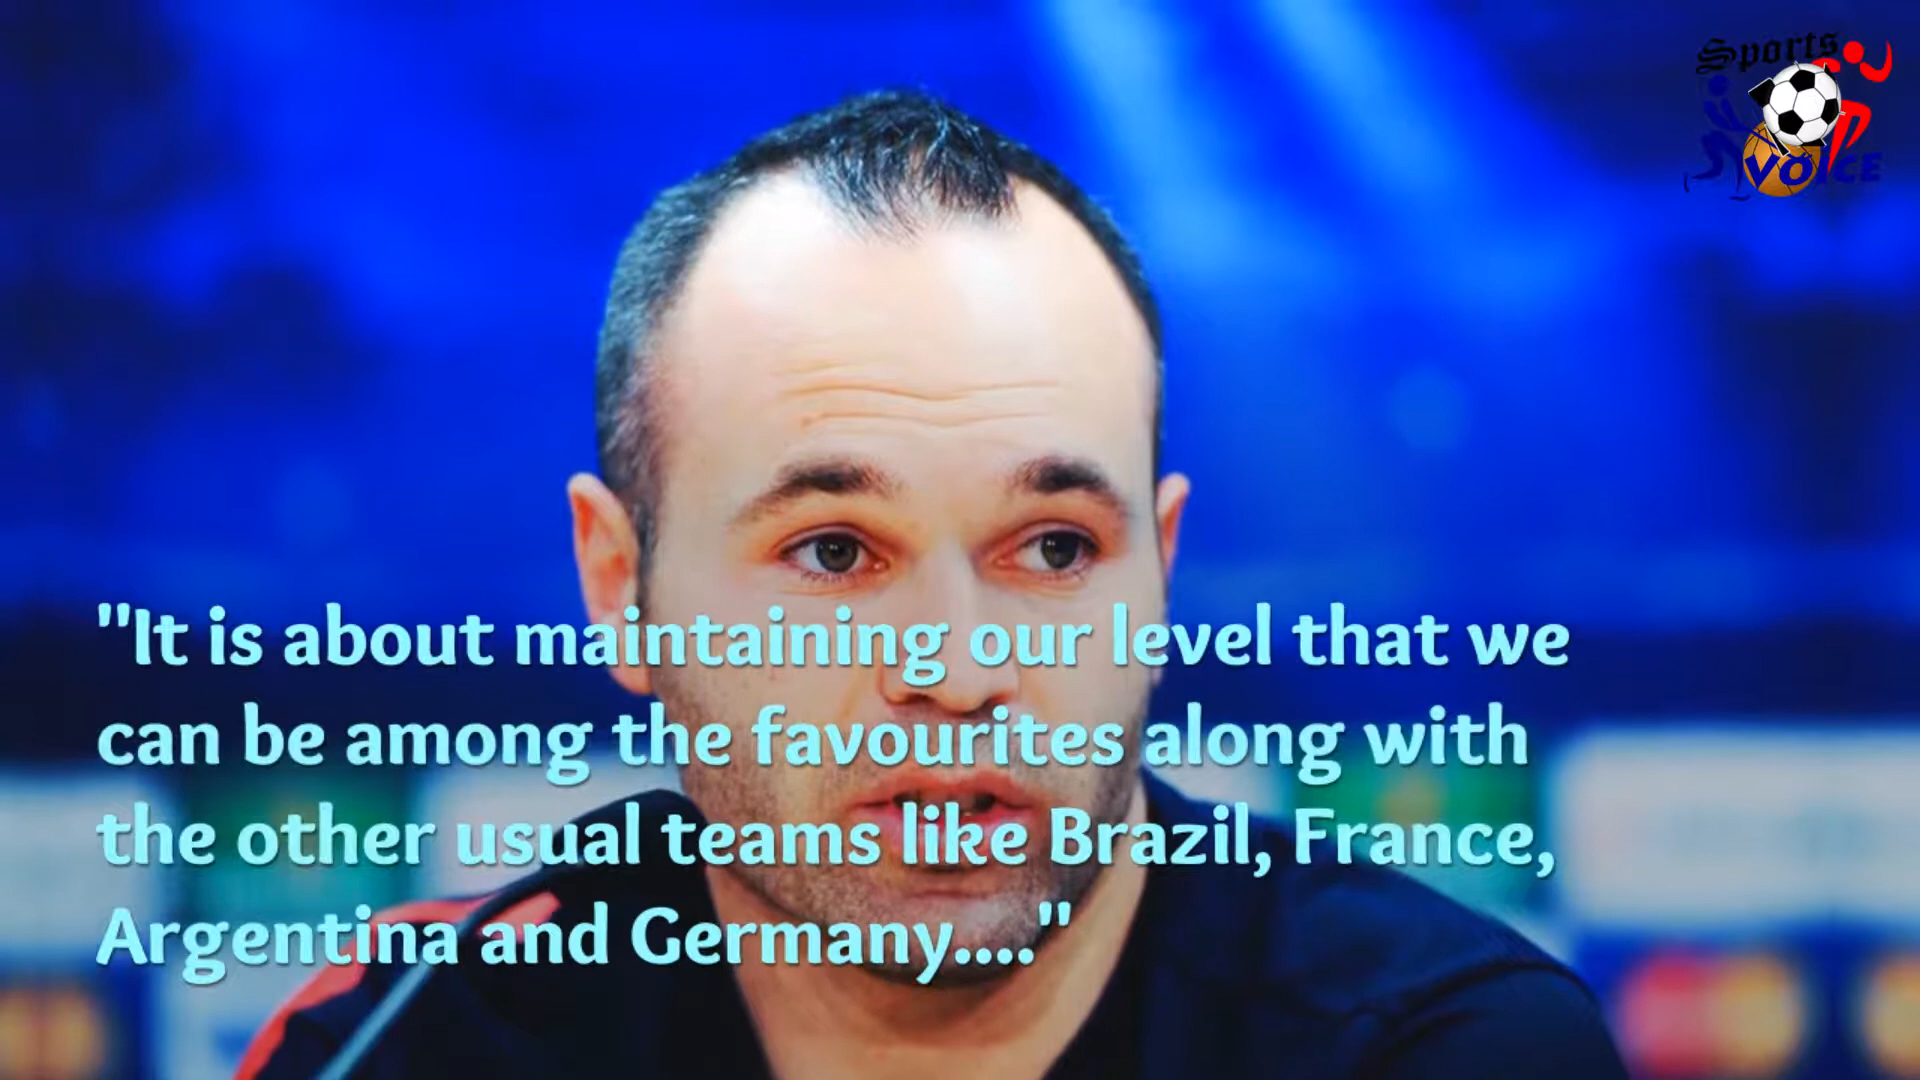 Sports
VOICE
"It is about maintaining our level that we
can be among the favourites along with
the other usual teams like Brazil, France,
Argentina and Germany...."